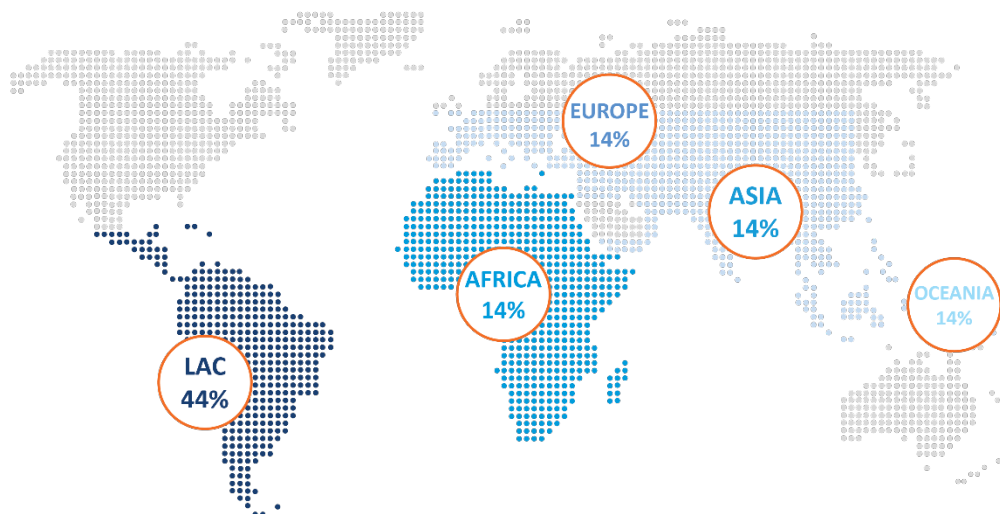 EUROPE
14%
ASIA
14%
AFRICA
14%
OCEANIA
14%
LAC
44%